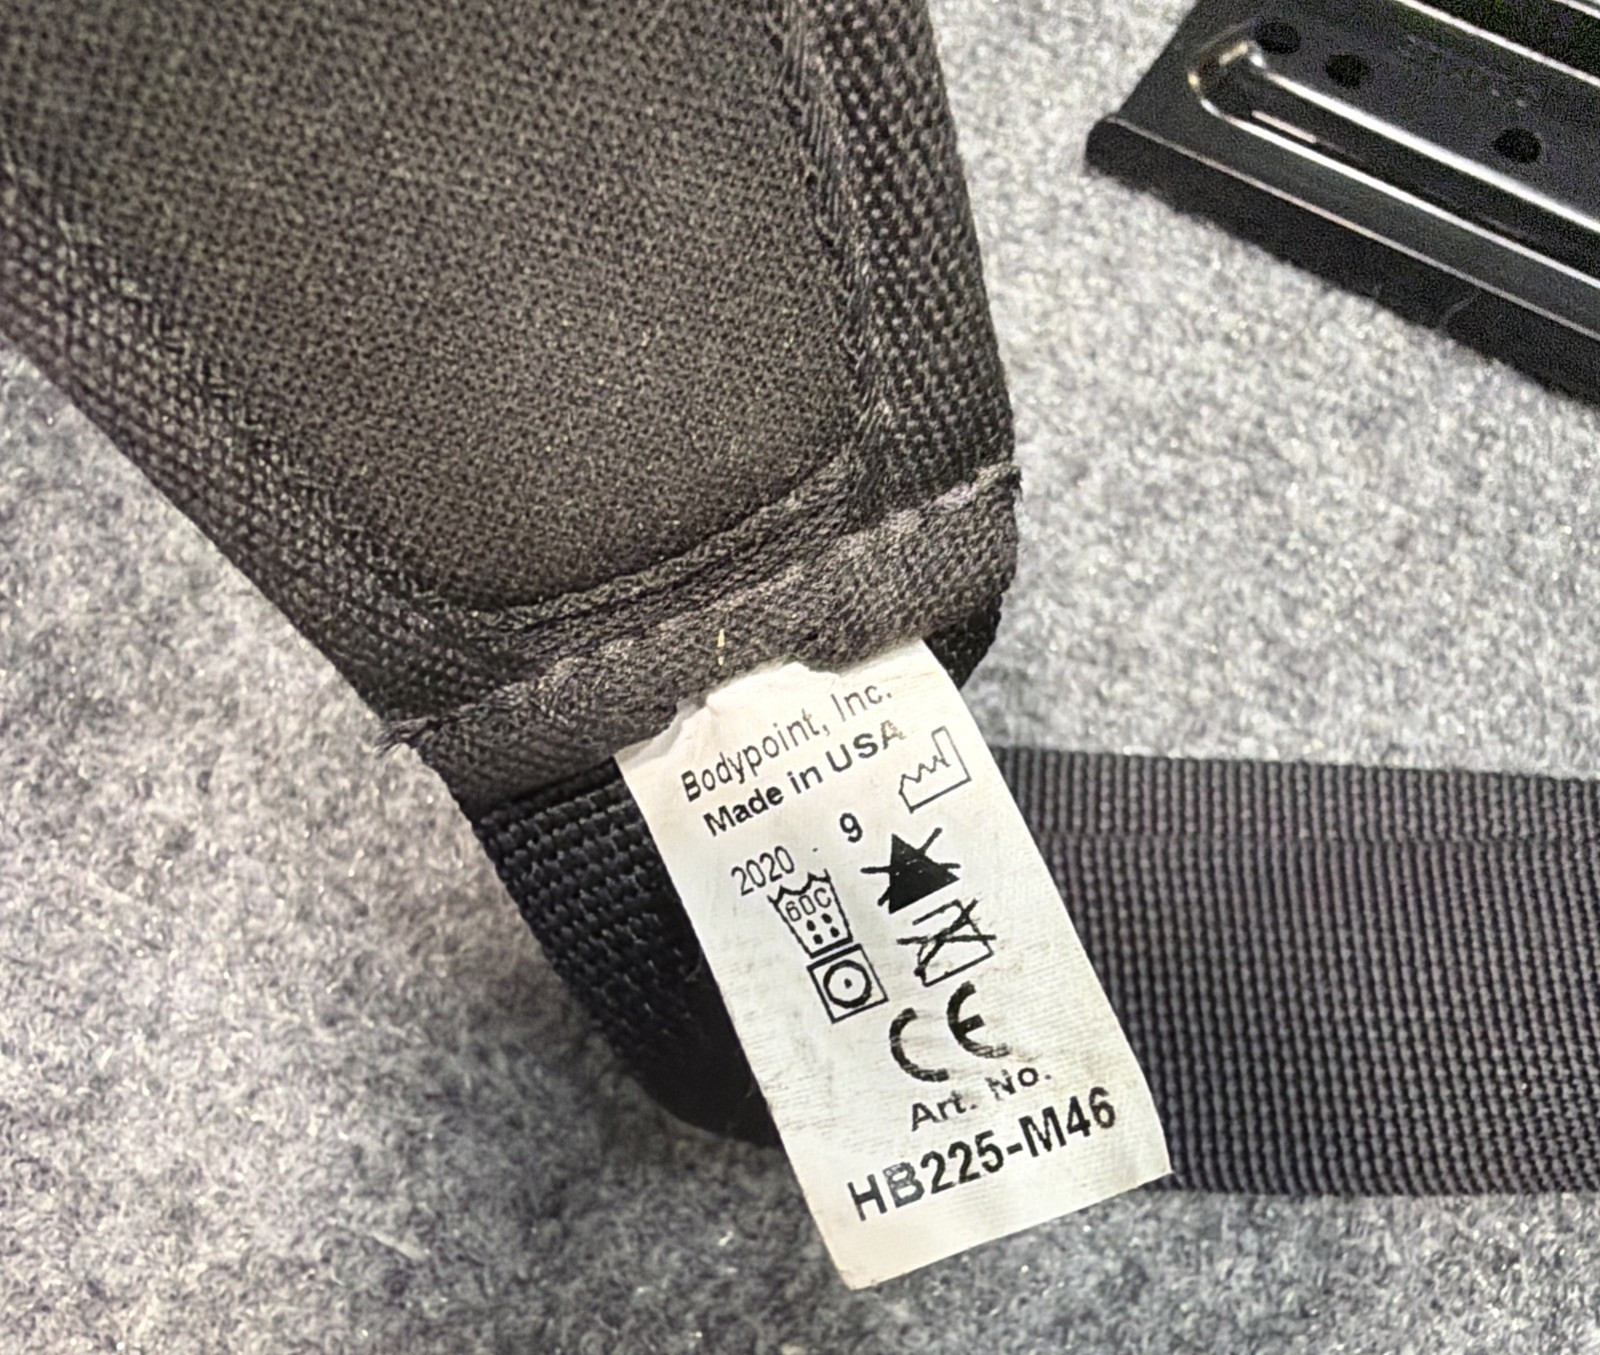 Bodypoint, Inc.
Made in USA
2020 - 9
60C
CE
Art. No.
HB225-M46